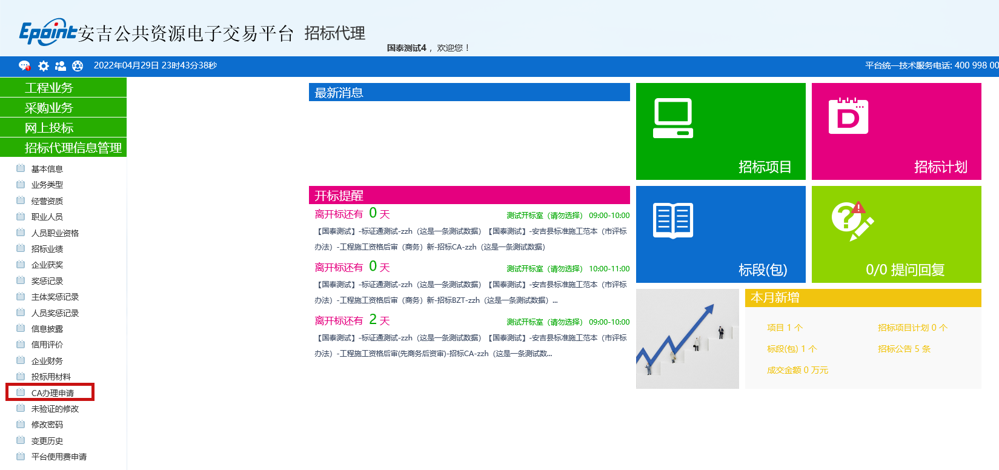 Epoint安吉公共资源电子交易平台 招标代理
国泰测试4 ，欢迎您！
2022年04月29日 23时43分38秒
平台统一技术服务电话: 400 998 00
工程业务
采购业务
网上投标
招标代理信息管理
基本信息
业务类型
经营资质
职业人员
人员职业资格
招标业绩
企业获奖
奖惩记录
主体奖惩记录
人员奖惩记录
信息披露
信用评价
企业财务
投标用材料
CA办理申请
未验证的修改
修改密码
变更历史
平台使用费申请
最新消息
开标提醒
离开标还有 0 天 测试开标室（请勿选择） 09:00-10:00
【国泰测试】-标证通测试-zzh（这是一条测试数据）【国泰测试】-安吉县标准施工范本（市评标
办法）-工程施工资格后审（商务）新-招标CA-zzh（这是一条测试数据）
离开标还有 0 天 测试开标室（请勿选择） 10:00-11:00
【国泰测试】-标证通测试-zzh（这是一条测试数据）【国泰测试】-安吉县标准施工范本（市评标
办法）-工程施工资格后审（商务）新-招标BZT-zzh（这是一条测试数据）...
离开标还有 2 天 测试开标室（请勿选择） 09:00-10:00
【国泰测试】-标证通测试-zzh（这是一条测试数据）【国泰测试】-安吉县标准施工范本（市评标
办法）-工程施工资格后审(先商务后资审)-招标CA-zzh（这是一条测试数...
招标项目
D
招标计划
标段(包)
0/0 提问回复
本月新增
项目 1 个 招标项目计划 0 个
标段(包) 1 个 招标公告 5 条
成交金额 0 万元